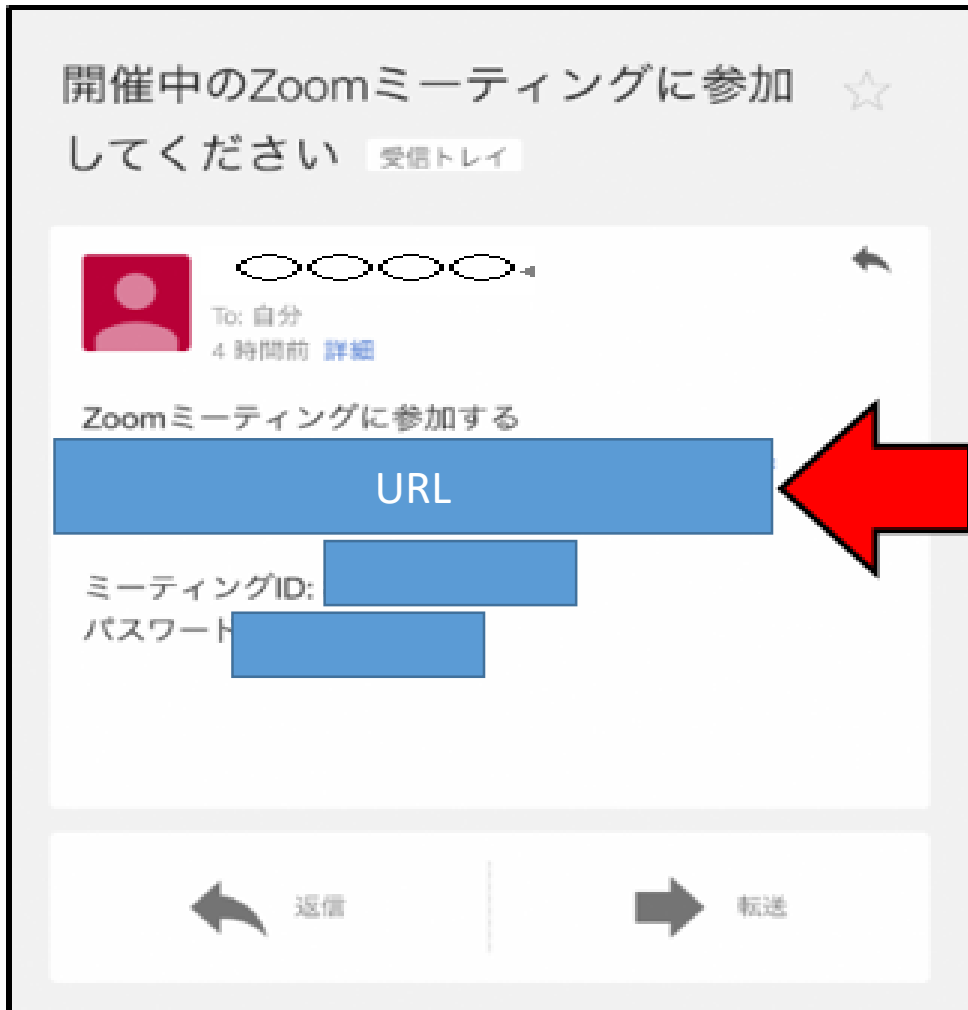 開催中のZoomミーティングに参加
してください 受信トレイ
To: 自分
4 時間前 詳細
Zoomミーティングに参加する
URL
ミーティングID:
パスワード
返信 転送